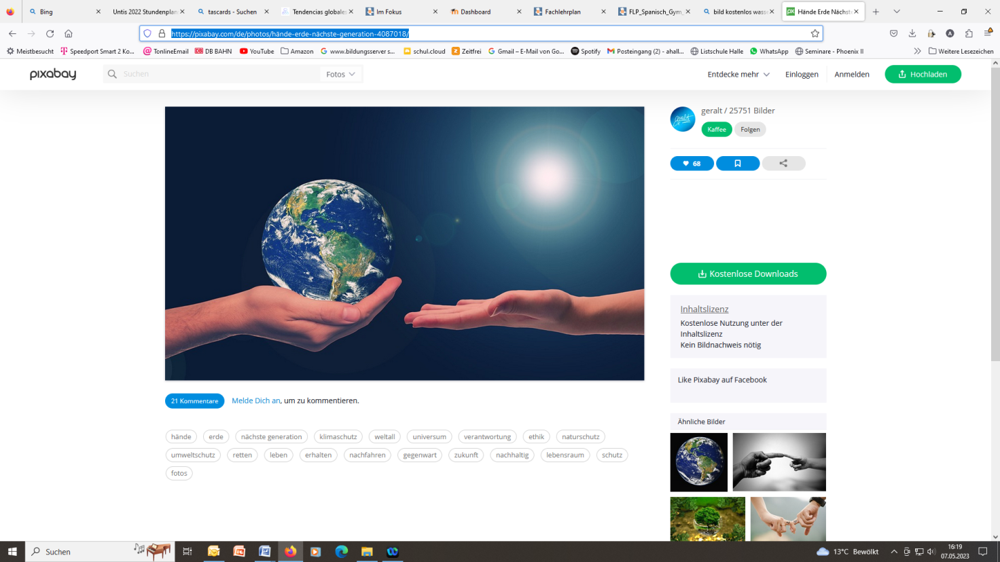 Bing
Untis 2022 Stundenplan
tascards - Suchen
Tendencias globales
Im Fokus
Dashboard
Fachlehrplan
FLP_Spanisch_Gym_
bild kostenlos wasse
Hände Erde Nächste
https://pixabay.com/de/photos/hände-erde-nächste-generation-4087018/
Meistbesucht
Speedport Smart 2 Ko...
TonlineEmail
DB BAHN
YouTube
Amazon
www.bildungsserver s...
schul.cloud
Zeitfrei
Gmail – E-Mail von Go...
Spotify
Posteingang (2) - ahall...
Listschule Halle
WhatsApp
Seminare - Phoenix II
Weitere Lesezeichen
pixabay
Suchen
Fotos
Entdecke mehr
Einloggen
Anmelden
Hochladen
geralt / 25751 Bilder
Kaffee
Folgen
68
Kostenlose Downloads
Inhaltslizenz
Kostenlose Nutzung unter der
Inhaltslizenz
Kein Bildnachweis nötig
Like Pixabay auf Facebook
Ähnliche Bilder
21 Kommentare
Melde Dich an, um zu kommentieren.
hände
erde
nächste generation
klimaschutz
weltall
universum
verantwortung
ethik
naturschutz
umweltschutz
retten
leben
erhalten
nachfahren
gegenwart
zukunft
nachhaltig
lebensraum
schutz
fotos
Suchen
13°C Bewölkt
16:19
07.05.2023